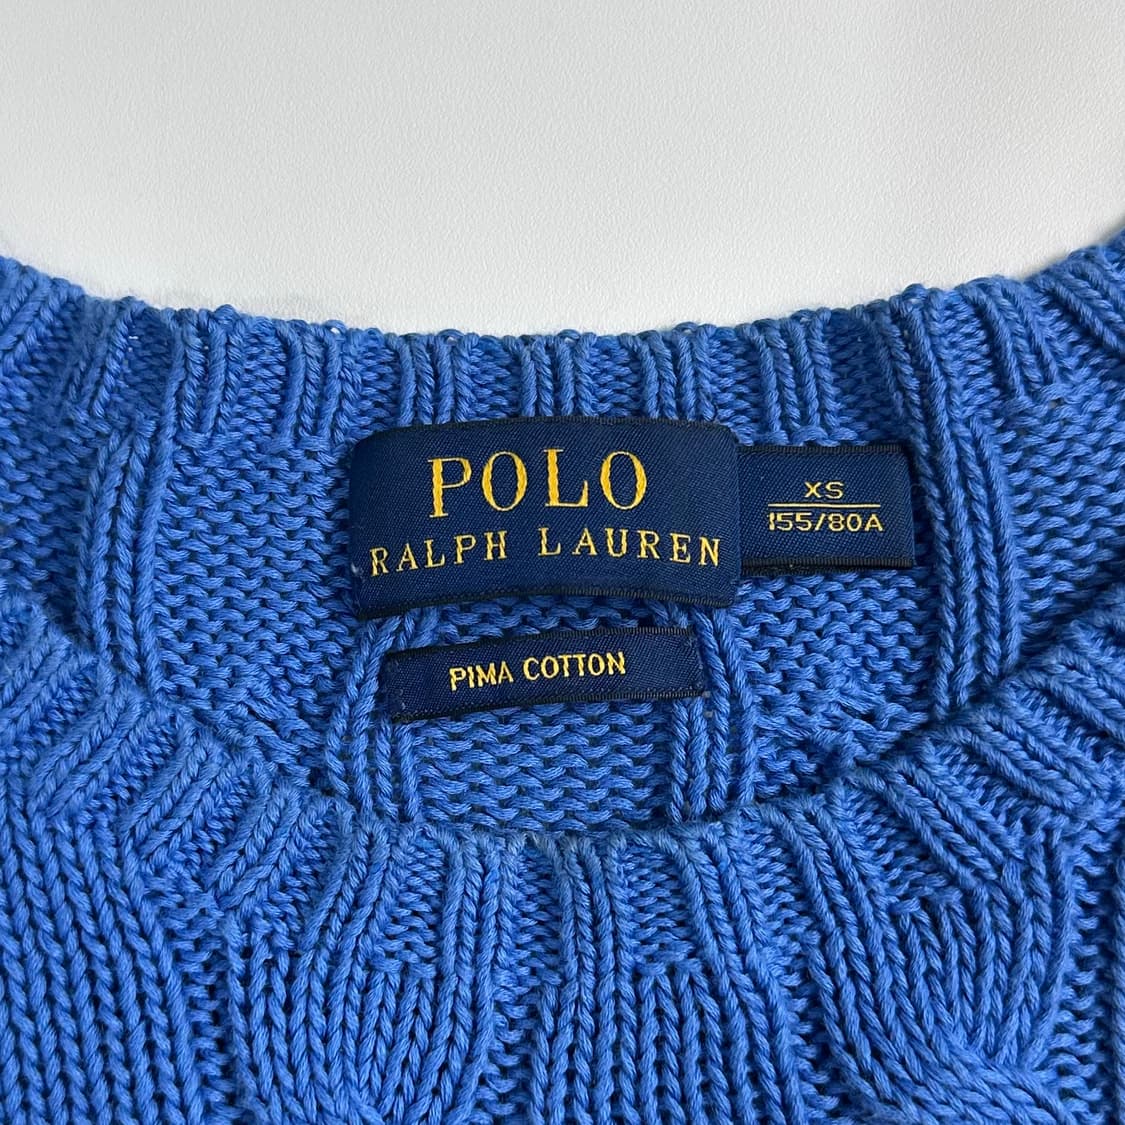 POLO
RALPH LAUREN
XS
155/80A
PIMA COTTON